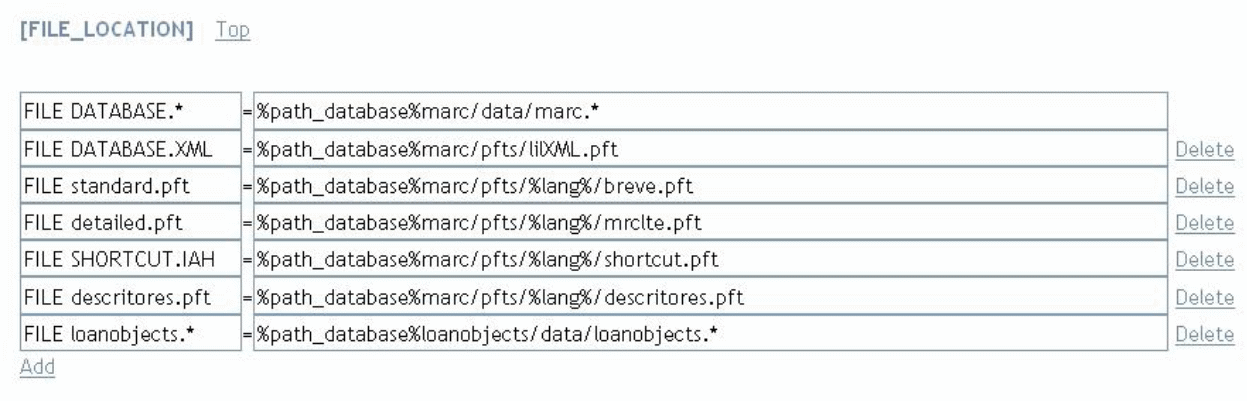 [FILE_LOCATION] Top
FILE DATABASE.* = %path_database%marc/data/marc.*
FILE DATABASE.XML = %path_database%marc/pfts/lilXML.pft Delete
FILE standard.pft = %path_database%marc/pfts/%lang%/breve.pft Delete
FILE detailed.pft = %path_database%marc/pfts/%lang%/mrclte.pft Delete
FILE SHORTCUT.IAH = %path_database%marc/pfts/%lang%/shortcut.pft Delete
FILE descritores.pft = %path_database%marc/pfts/%lang%/descritores.pft Delete
FILE loanobjects.* = %path_database%loanobjects/data/loanobjects.* Delete
Add